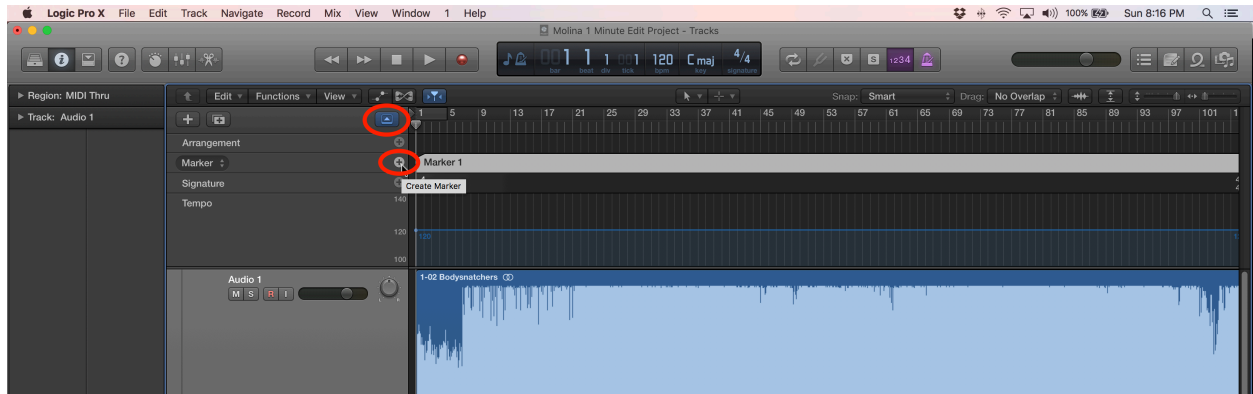 Logic Pro X File Edit Track Navigate Record Mix View Window 1 Help 100% Sun 8:16 PM
Molina 1 Minute Edit Project - Tracks
001 1 1 001 120 C maj 4/4
bar beat div tick bpm key signature
S 1234
Region: MIDI Thru Edit Functions View Snap: Smart Drag: No Overlap
Track: Audio 1 1 5 9 13 17 21 25 29 33 37 41 45 49 53 57 61 65 69 73 77 81 85 89 93 97 101 1
Arrangement
Marker Marker 1
Signature Create Marker
Tempo 140
120 120
100
Audio 1 1-02 Bodysnatchers
M S R I